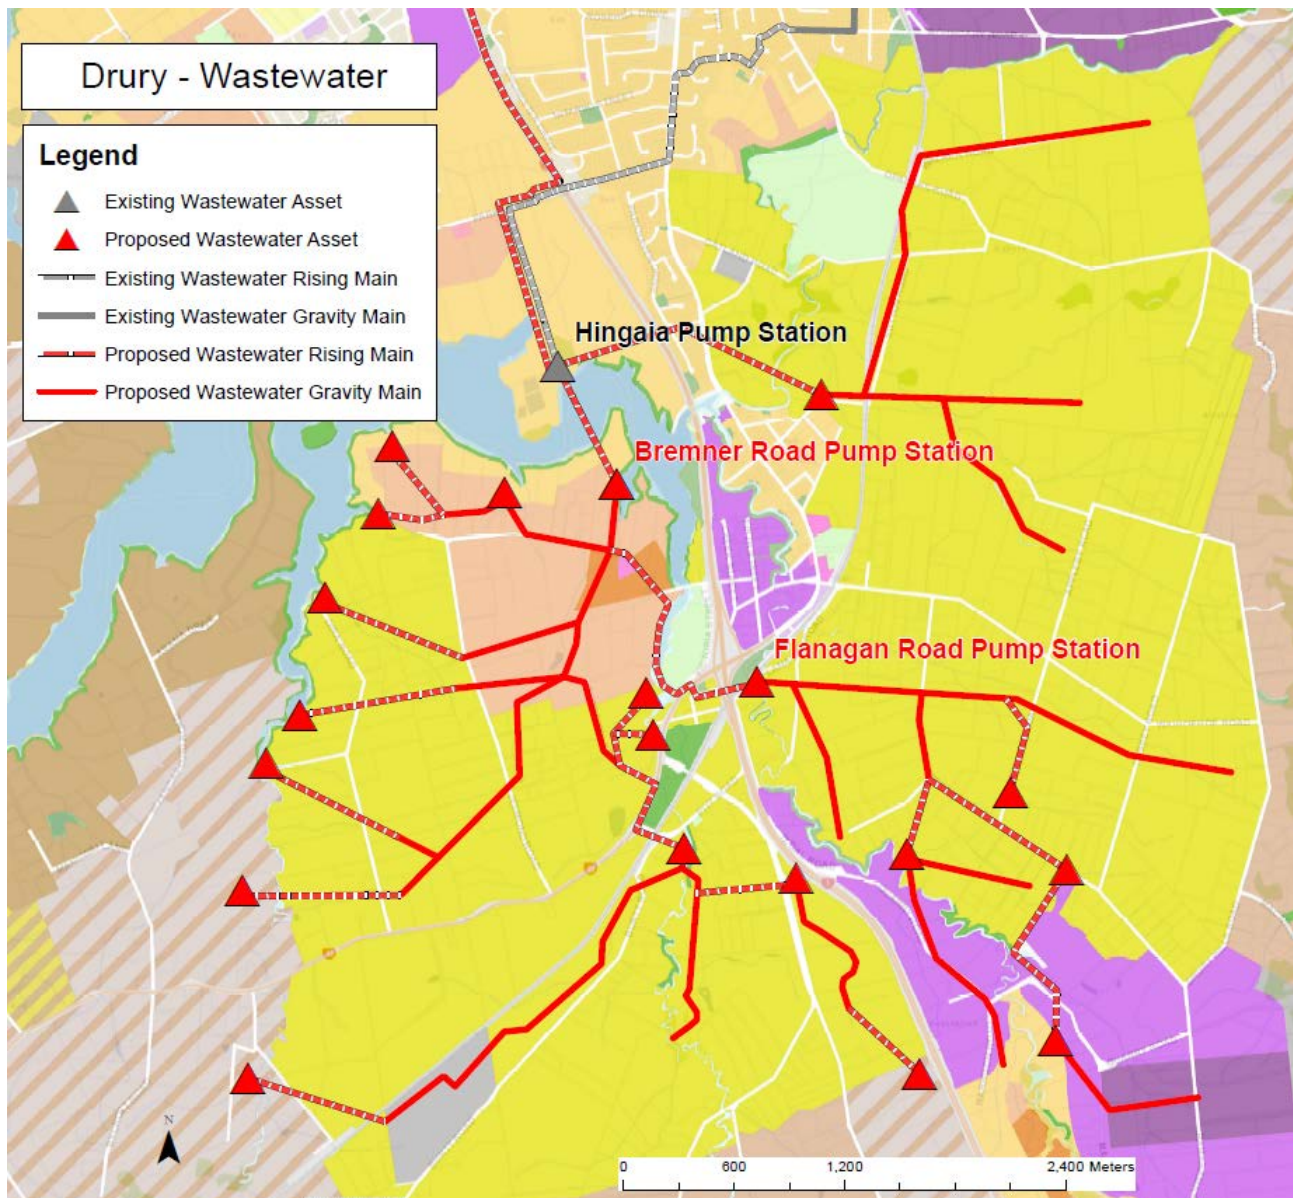 Drury - Wastewater
Legend
Existing Wastewater Asset
Proposed Wastewater Asset
Existing Wastewater Rising Main
Existing Wastewater Gravity Main
Proposed Wastewater Rising Main
Proposed Wastewater Gravity Main
Hingaia Pump Station
Bremner Road Pump Station
Flanagan Road Pump Station
N
0 600 1,200 2,400 Meters